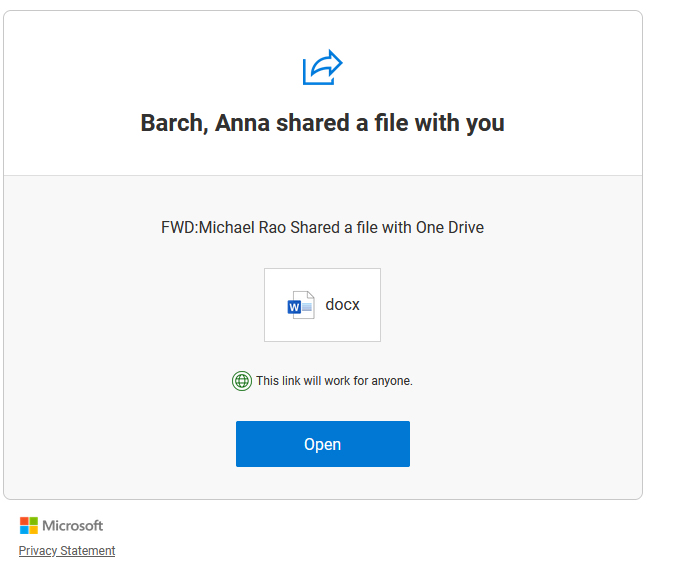 Barch, Anna shared a file with you
FWD:Michael Rao Shared a file with One Drive
W docx
This link will work for anyone.
Open
Microsoft
Privacy Statement